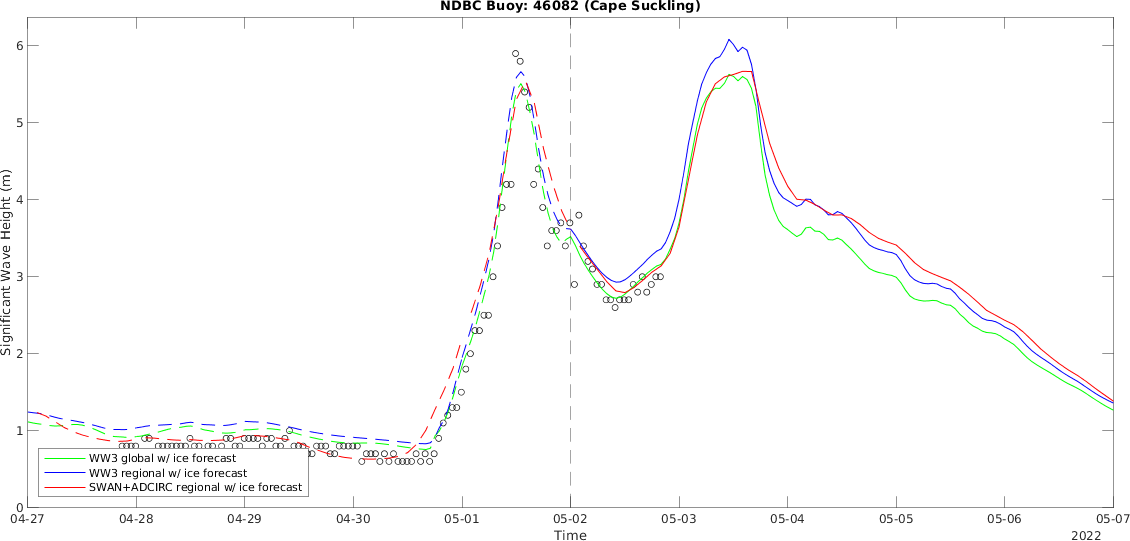 NDBC Buoy: 46082 (Cape Suckling)
Significant Wave Height (m)
6
5
4
3
2
1
0
WW3 global w/ ice forecast
WW3 regional w/ ice forecast
SWAN+ADCIRC regional w/ ice forecast
04-27 04-28 04-29 04-30 05-01 05-02 05-03 05-04 05-05 05-06 05-07
Time
2022